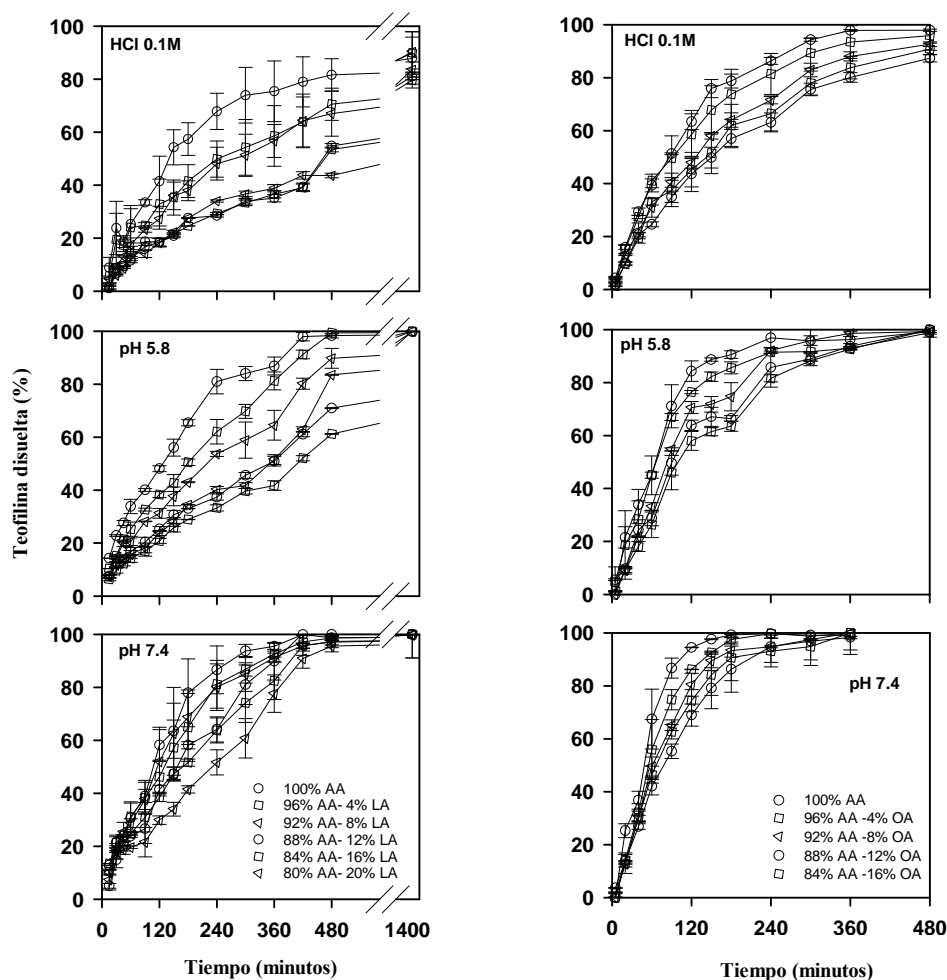 HCl 0.1M
100
80
60
40
20
0
pH 5.8
100
80
60
40
20
0
pH 7.4
100
80
60
40
20
0
100% AA
96% AA- 4% LA
92% AA- 8% LA
88% AA- 12% LA
84% AA- 16% LA
80% AA- 20% LA
0 120 240 360 480 1400
Tiempo (minutos)
Teofilina disuelta (%)
HCl 0.1M
100
80
60
40
20
0
pH 5.8
100
80
60
40
20
0
pH 7.4
100
80
60
40
20
0
100% AA
96% AA -4% OA
92% AA -8% OA
88% AA -12% OA
84% AA -16% OA
0 120 240 360 480
Tiempo (minutos)